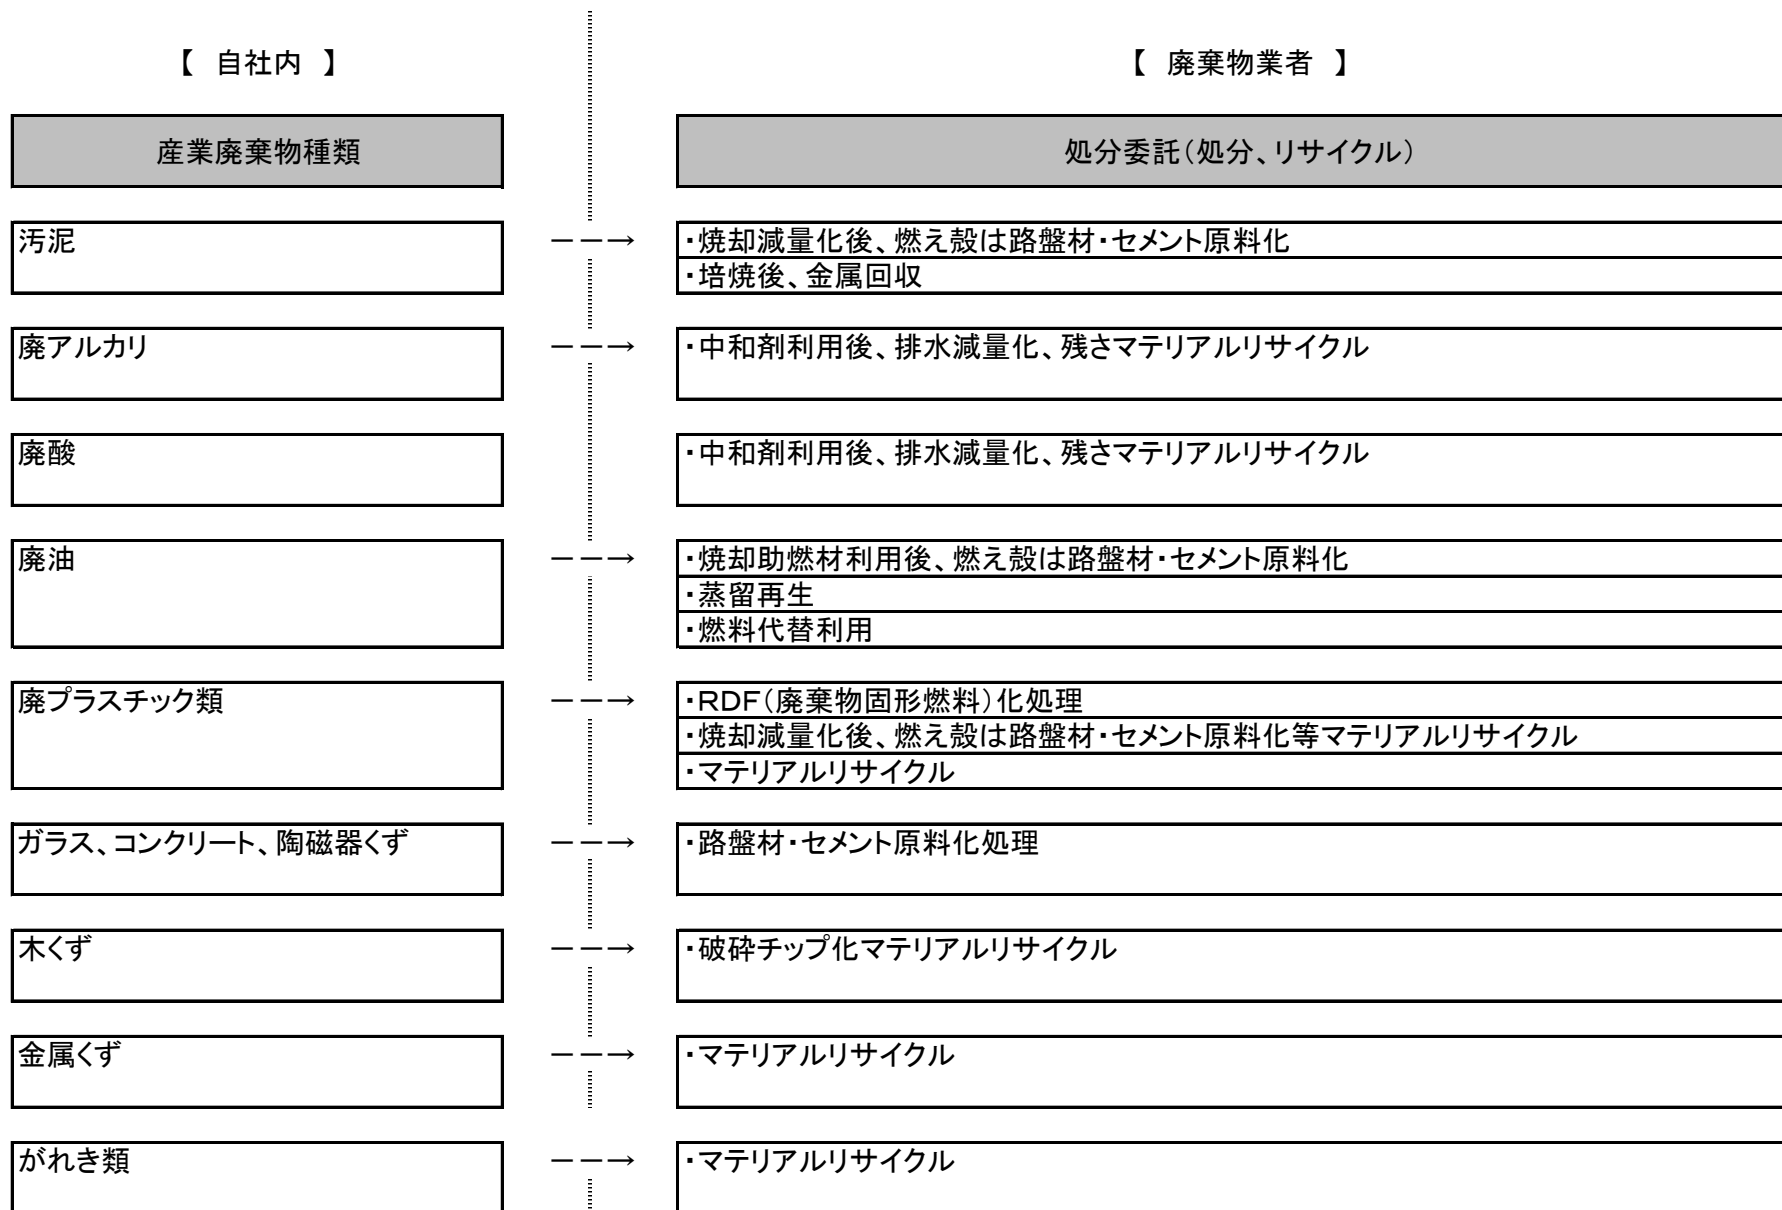 【 自社内 】
【 廃棄物業者 】
産業廃棄物種類
処分委託（処分、リサイクル）
汚泥
――→
・焼却減量化後、燃え殻は路盤材・セメント原料化
・培焼後、金属回収
廃アルカリ
――→
・中和剤利用後、排水減量化、残さマテリアルリサイクル
廃酸
・中和剤利用後、排水減量化、残さマテリアルリサイクル
廃油
――→
・焼却助燃材利用後、燃え殻は路盤材・セメント原料化
・蒸留再生
・燃料代替利用
廃プラスチック類
――→
・ＲＤＦ（廃棄物固形燃料）化処理
・焼却減量化後、燃え殻は路盤材・セメント原料化等マテリアルリサイクル
・マテリアルリサイクル
ガラス、コンクリート、陶磁器くず
――→
・路盤材・セメント原料化処理
木くず
――→
・破砕チップ化マテリアルリサイクル
金属くず
――→
・マテリアルリサイクル
がれき類
――→
・マテリアルリサイクル